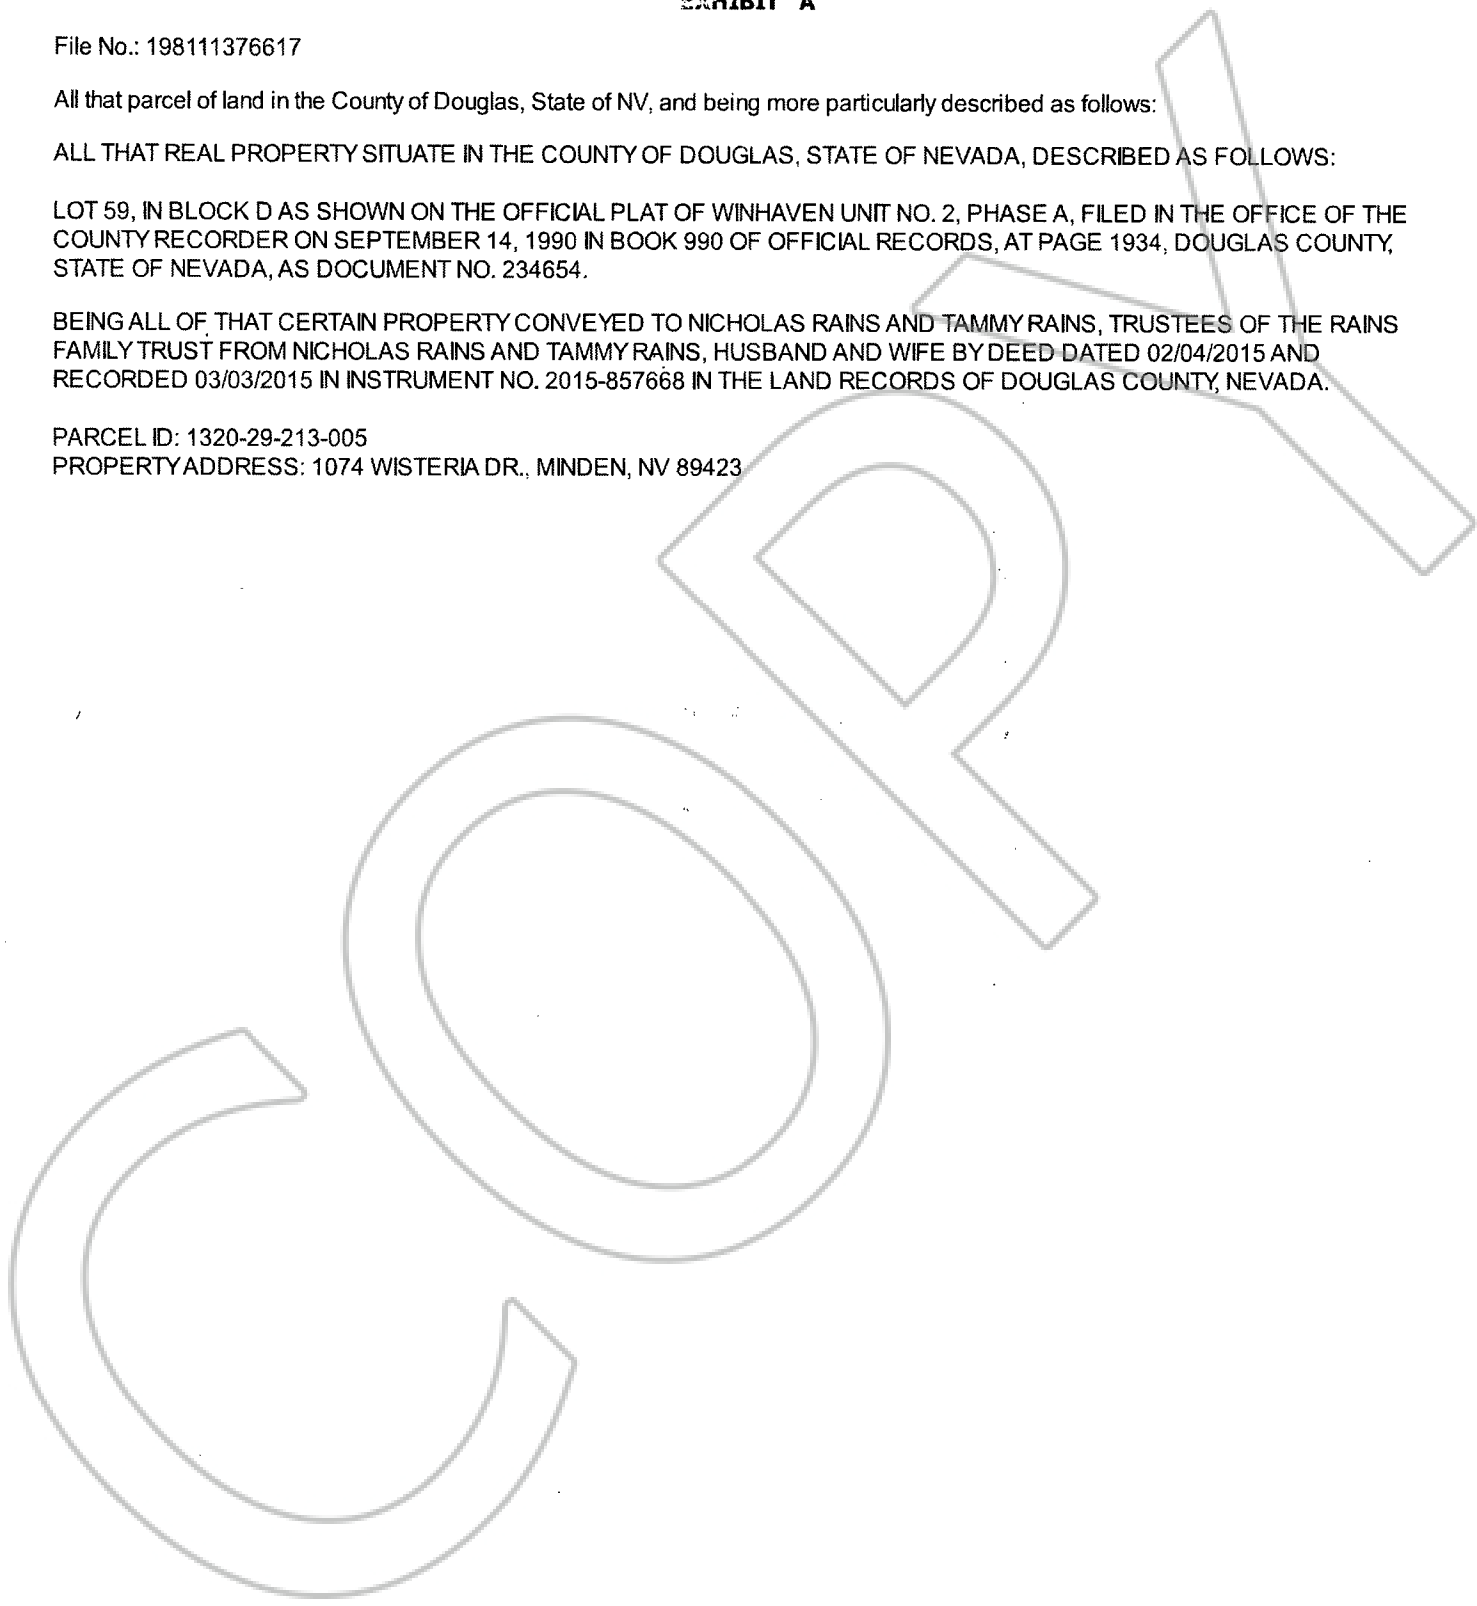 EXHIBIT A
File No.: 198111376617
All that parcel of land in the County of Douglas, State of NV, and being more particularly described as follows:
ALL THAT REAL PROPERTY SITUATE IN THE COUNTY OF DOUGLAS, STATE OF NEVADA, DESCRIBED AS FOLLOWS:
LOT 59, IN BLOCK D AS SHOWN ON THE OFFICIAL PLAT OF WINHAVEN UNIT NO. 2, PHASE A, FILED IN THE OFFICE OF THE
COUNTY RECORDER ON SEPTEMBER 14, 1990 IN BOOK 990 OF OFFICIAL RECORDS, AT PAGE 1934, DOUGLAS COUNTY,
STATE OF NEVADA, AS DOCUMENT NO. 234654.
BEING ALL OF THAT CERTAIN PROPERTY CONVEYED TO NICHOLAS RAINS AND TAMMY RAINS, TRUSTEES OF THE RAINS
FAMILY TRUST FROM NICHOLAS RAINS AND TAMMY RAINS, HUSBAND AND WIFE BY DEED DATED 02/04/2015 AND
RECORDED 03/03/2015 IN INSTRUMENT NO. 2015-857668 IN THE LAND RECORDS OF DOUGLAS COUNTY, NEVADA.
PARCEL ID: 1320-29-213-005
PROPERTY ADDRESS: 1074 WISTERIA DR., MINDEN, NV 89423
COPY